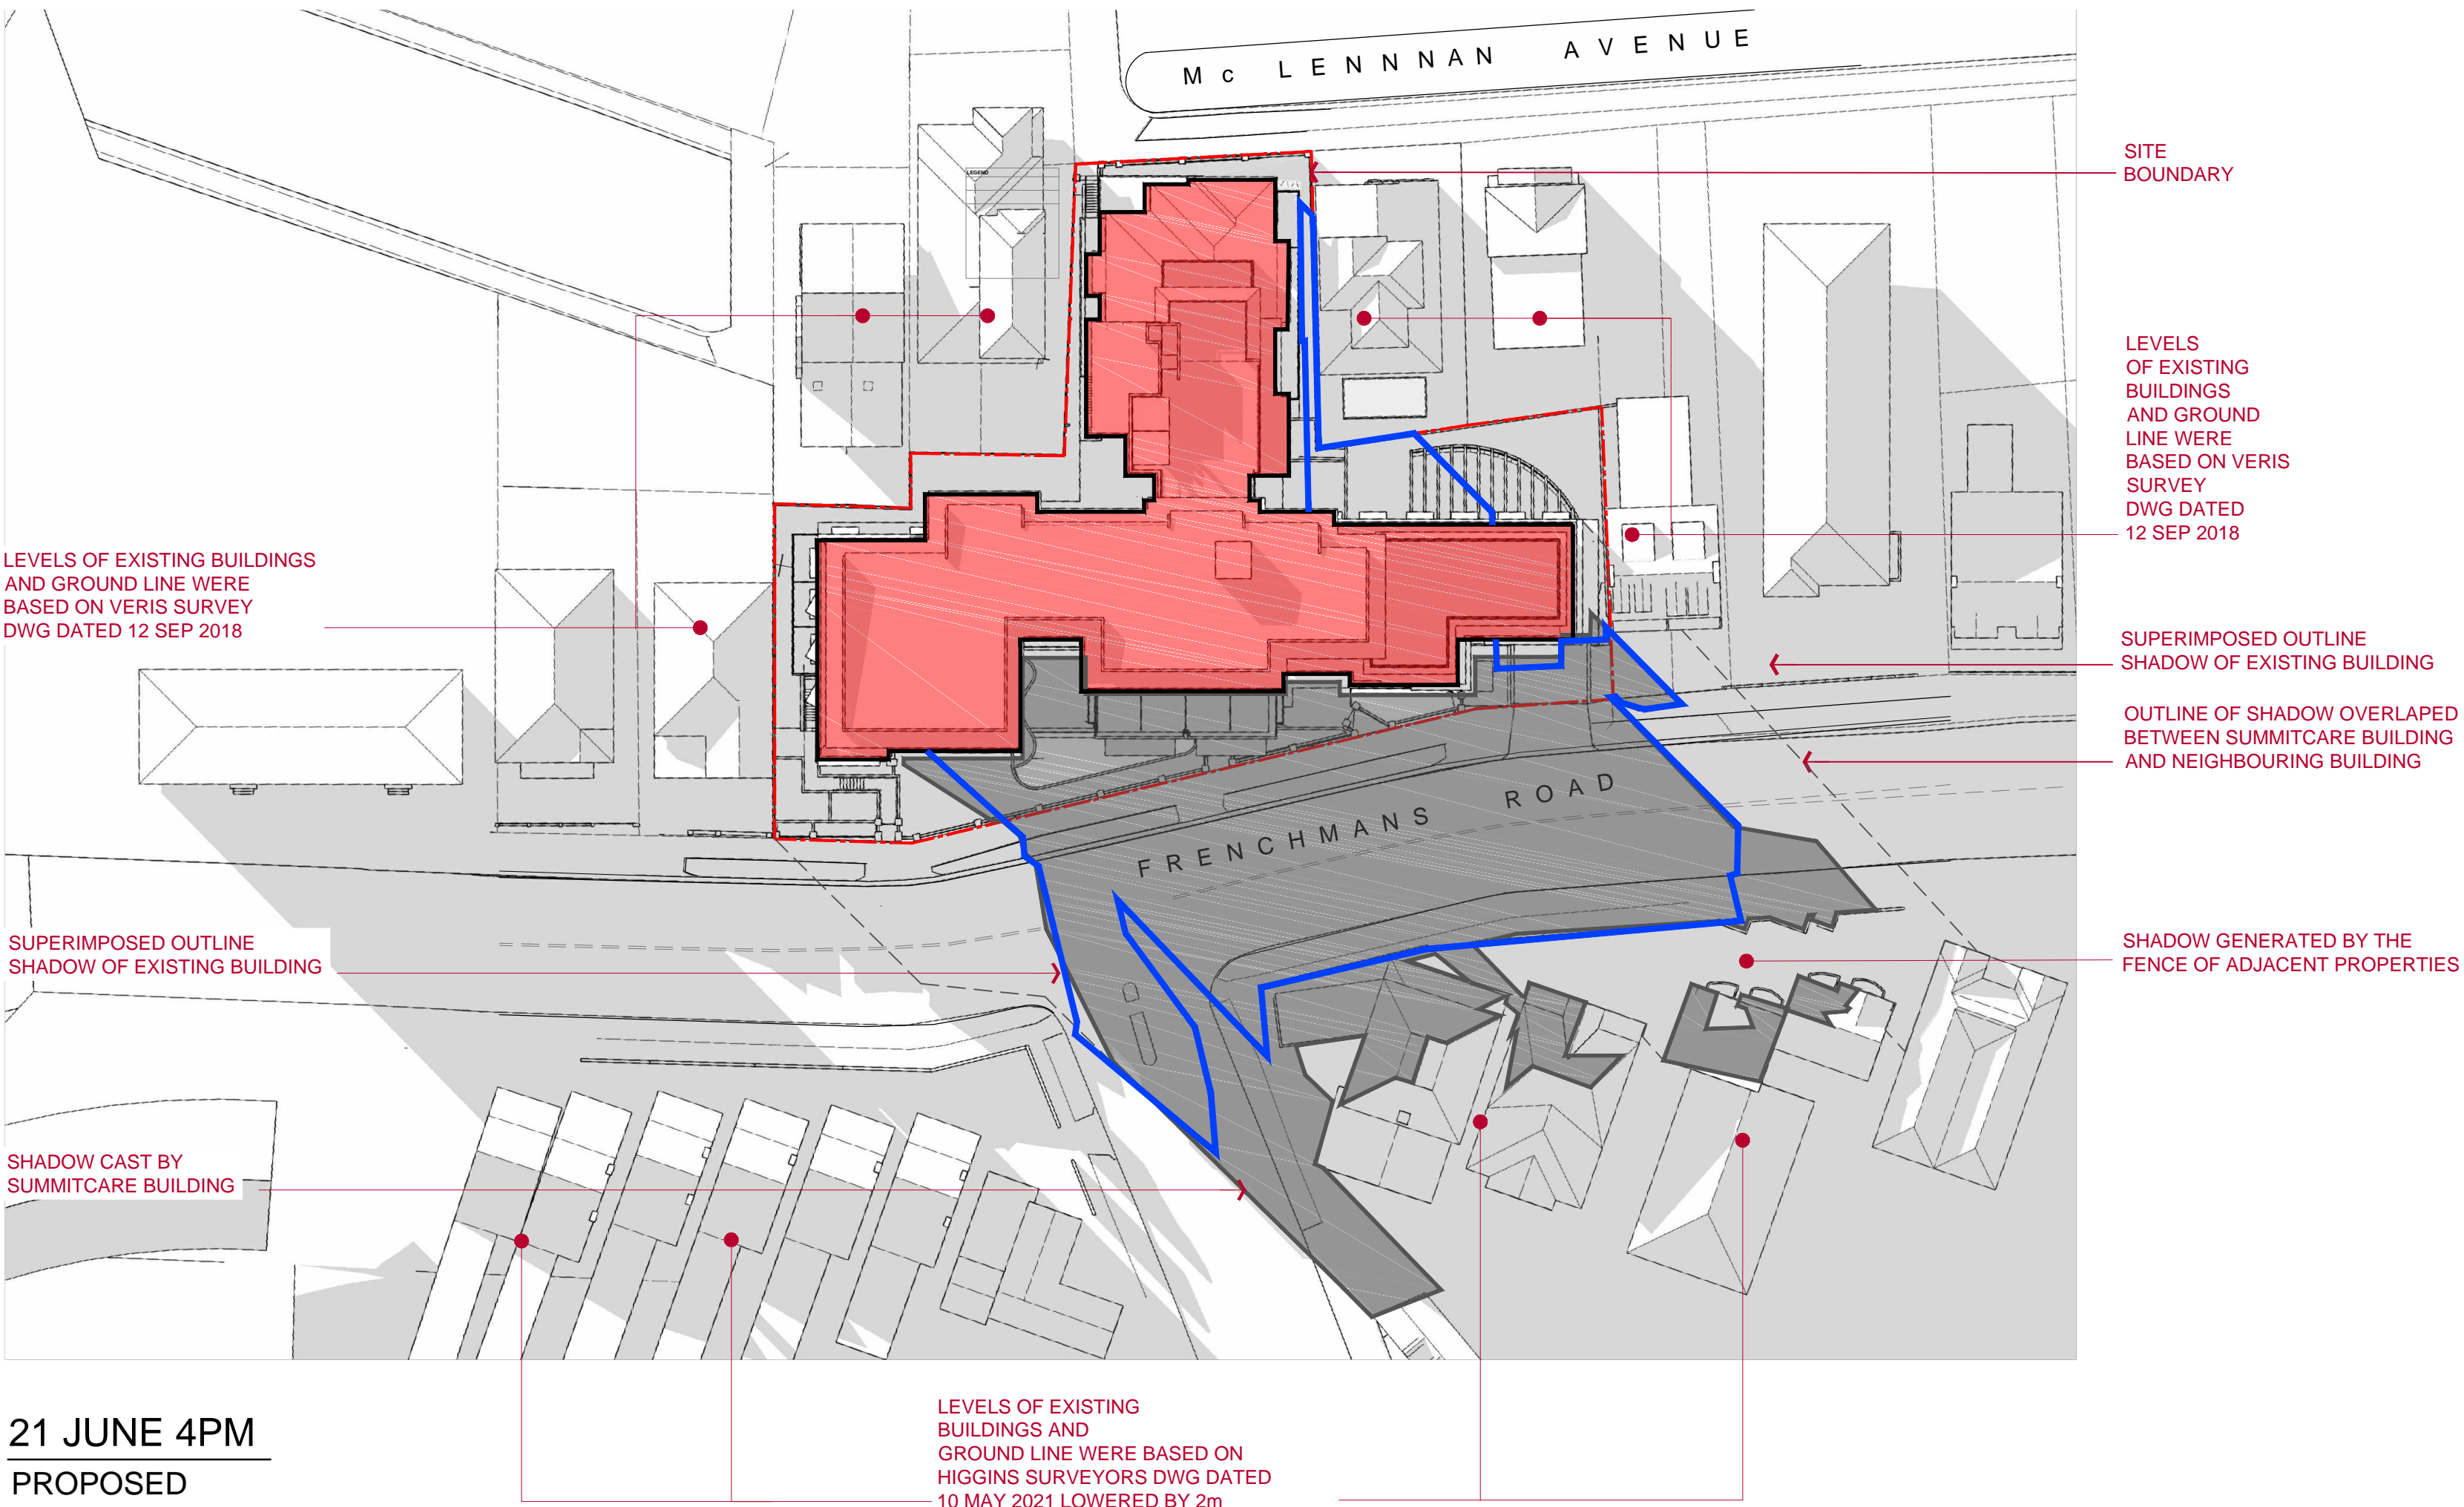 Mc LENNNAN AVENUE
SITE
BOUNDARY
LEGEND
LEVELS
OF EXISTING
BUILDINGS
AND GROUND
LINE WERE
BASED ON VERIS
SURVEY
DWG DATED
12 SEP 2018
LEVELS OF EXISTING BUILDINGS
AND GROUND LINE WERE
BASED ON VERIS SURVEY
DWG DATED 12 SEP 2018
SUPERIMPOSED OUTLINE
SHADOW OF EXISTING BUILDING
OUTLINE OF SHADOW OVERLAPED
BETWEEN SUMMITCARE BUILDING
AND NEIGHBOURING BUILDING
FRENCHMANS ROAD
SUPERIMPOSED OUTLINE
SHADOW OF EXISTING BUILDING
SHADOW GENERATED BY THE
FENCE OF ADJACENT PROPERTIES
SHADOW CAST BY
SUMMITCARE BUILDING
LEVELS OF EXISTING
BUILDINGS AND
GROUND LINE WERE BASED ON
HIGGINS SURVEYORS DWG DATED
10 MAY 2021 LOWERED BY 2m
21 JUNE 4PM
PROPOSED